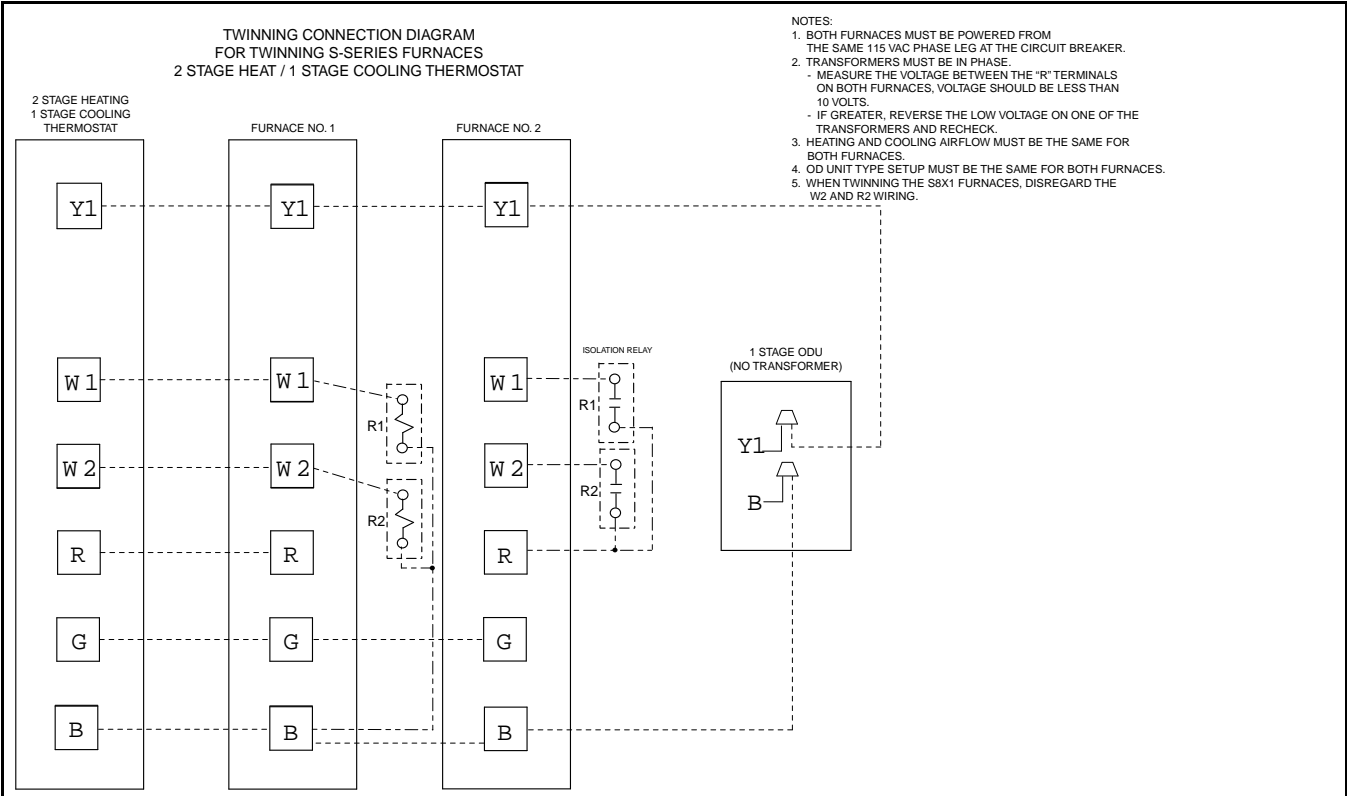 TWINNING CONNECTION DIAGRAM
FOR TWINNING S-SERIES FURNACES
2 STAGE HEAT / 1 STAGE COOLING THERMOSTAT
NOTES:
1. BOTH FURNACES MUST BE POWERED FROM
THE SAME 115 VAC PHASE LEG AT THE CIRCUIT BREAKER.
2. TRANSFORMERS MUST BE IN PHASE.
- MEASURE THE VOLTAGE BETWEEN THE "R" TERMINALS
ON BOTH FURNACES, VOLTAGE SHOULD BE LESS THAN
10 VOLTS.
- IF GREATER, REVERSE THE LOW VOLTAGE ON ONE OF THE
TRANSFORMERS AND RECHECK.
3. HEATING AND COOLING AIRFLOW MUST BE THE SAME FOR
BOTH FURNACES.
4. OD UNIT TYPE SETUP MUST BE THE SAME FOR BOTH FURNACES.
5. WHEN TWINNING THE S8X1 FURNACES, DISREGARD THE
W2 AND R2 WIRING.
2 STAGE HEATING
1 STAGE COOLING
THERMOSTAT
FURNACE NO. 1
FURNACE NO. 2
Y1
Y1
Y1
ISOLATION RELAY
1 STAGE ODU
(NO TRANSFORMER)
W1
W1
R1
W1
R1
Y1
W2
W2
R2
W2
R2
B
R
R
R
G
G
G
B
B
B